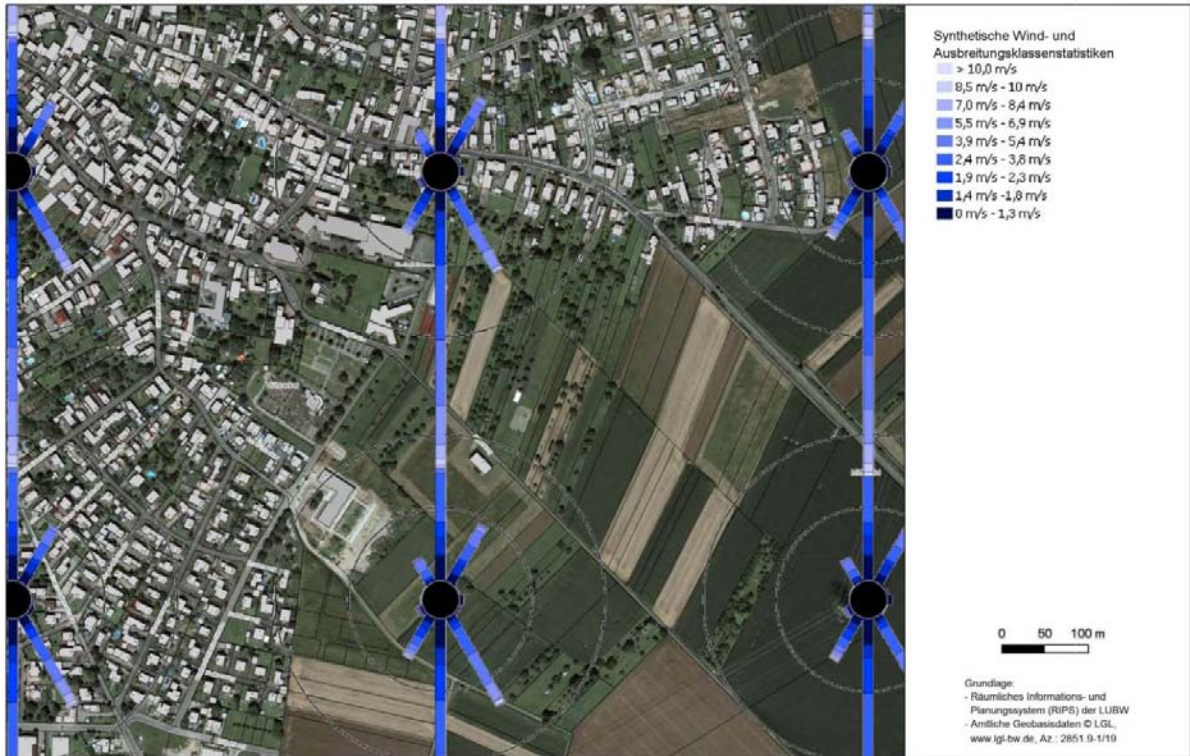 Synthetische Wind- und
Ausbreitungsklassenstatistiken
> 10,0 m/s
8,5 m/s - 10 m/s
7,0 m/s - 8,4 m/s
5,5 m/s - 6,9 m/s
3,9 m/s - 5,4 m/s
2,4 m/s - 3,8 m/s
1,9 m/s - 2,3 m/s
1,4 m/s -1,8 m/s
0 m/s - 1,3 m/s
0 50 100 m
Grundlage:
- Räumliches Informations- und
Planungssystem (RIPS) der LUBW
- Amtliche Geobasisdaten © LGL,
www.lgl-bw.de, Az.: 2851.9-1/19